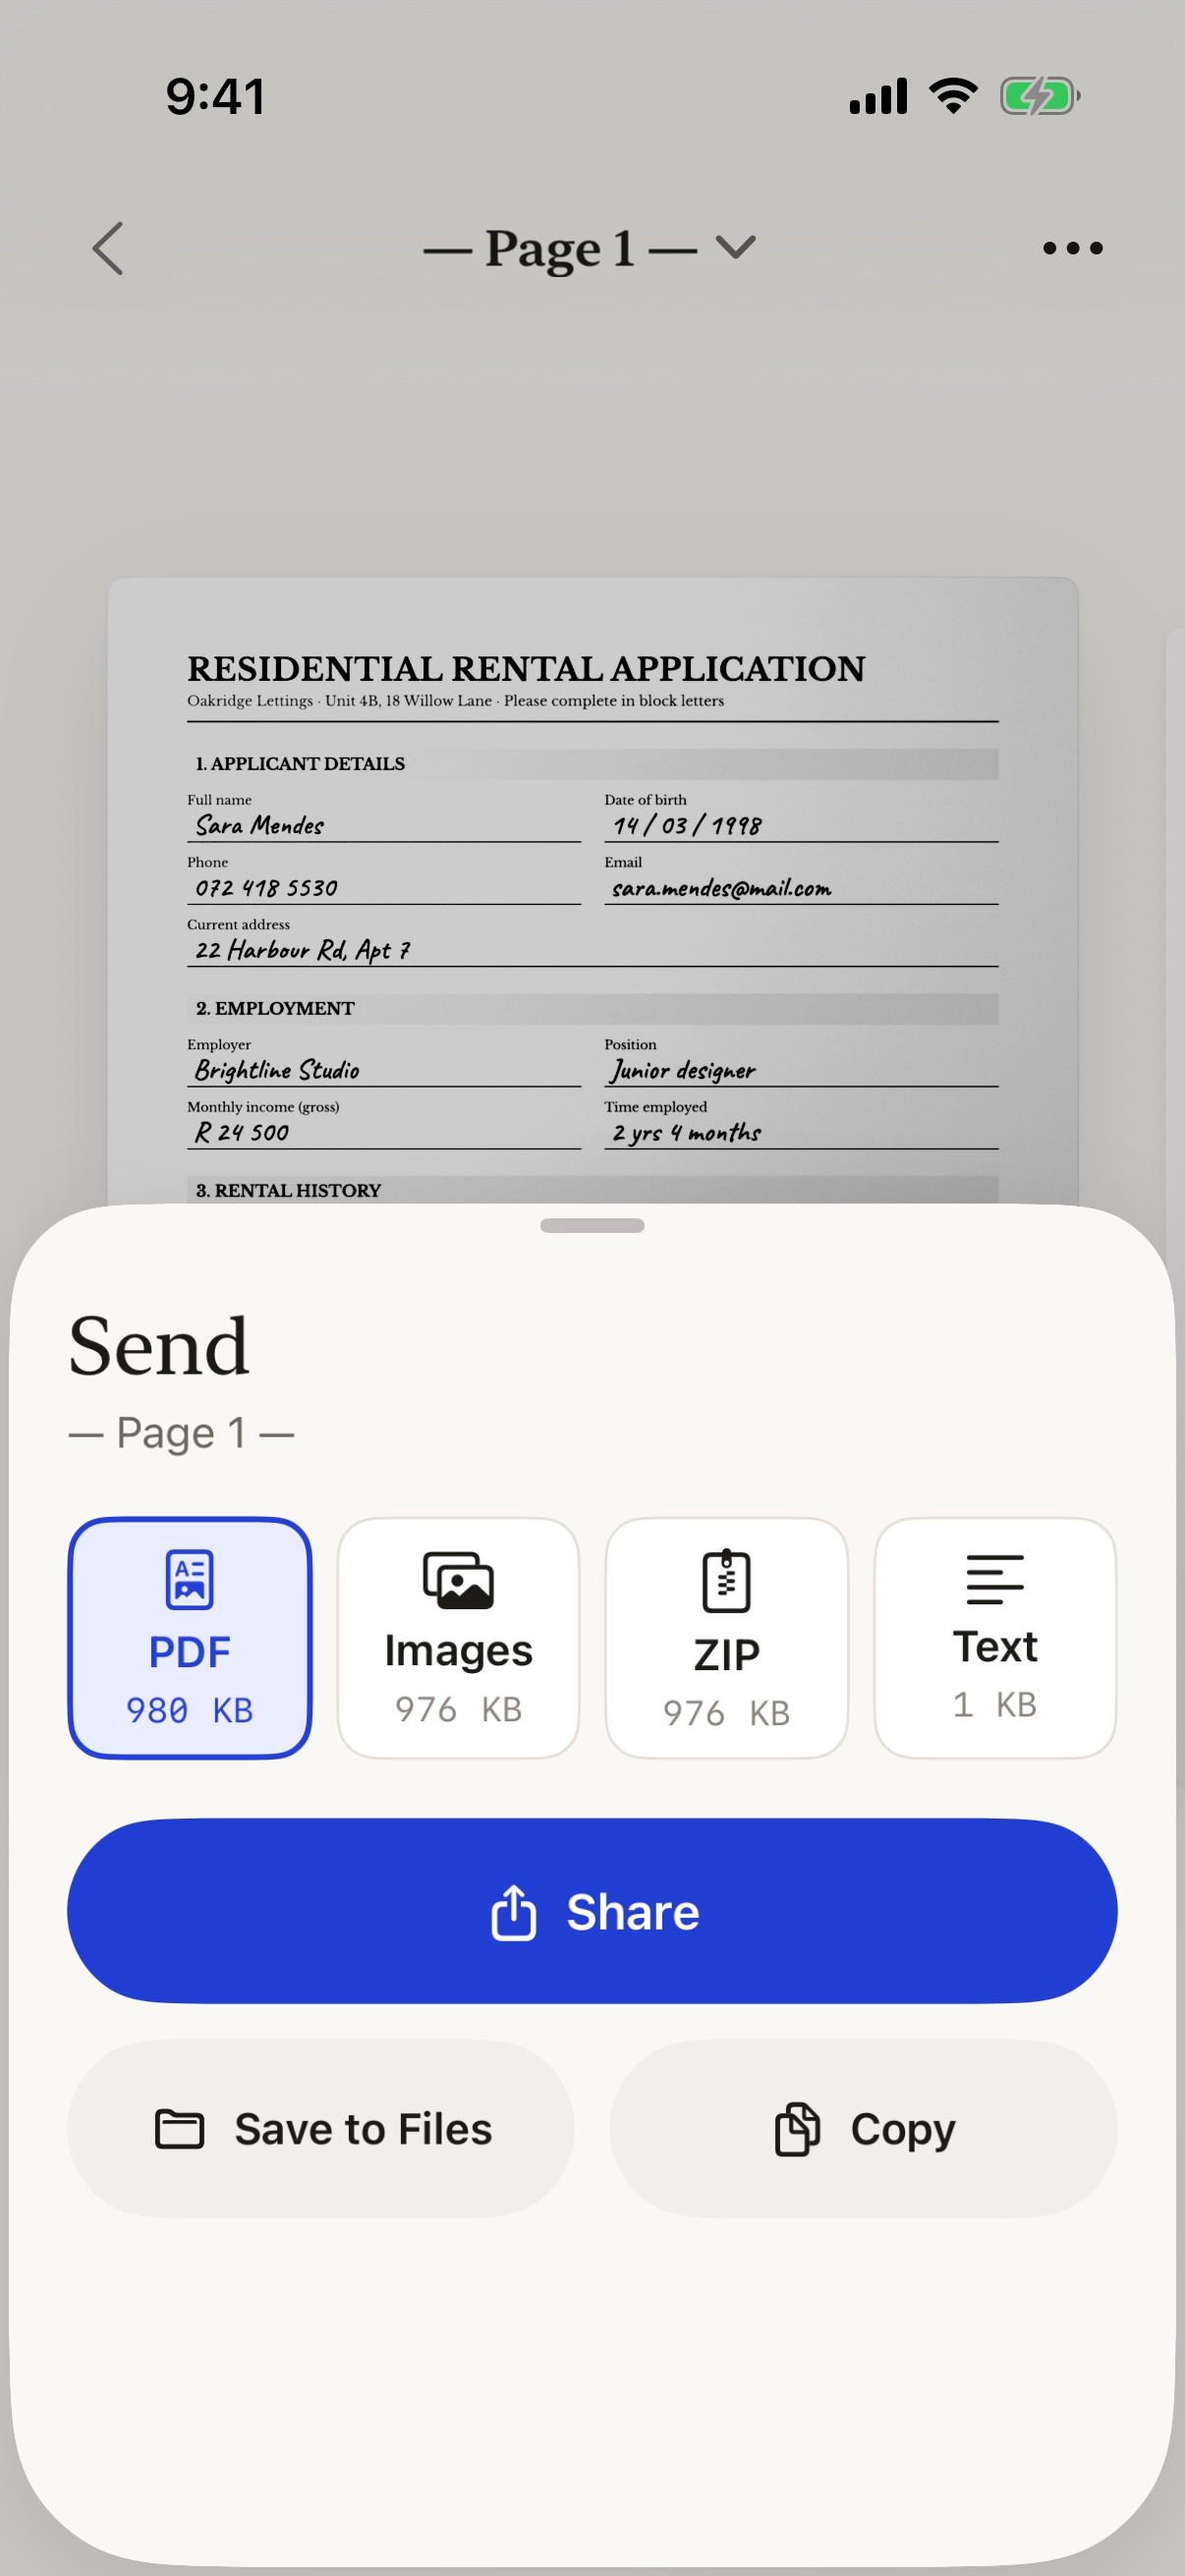 9:41
— Page 1 —
RESIDENTIAL RENTAL APPLICATION
Oakridge Lettings · Unit 4B, 18 Willow Lane · Please complete in block letters
1. APPLICANT DETAILS
Full name Date of birth
Sara Mendes 14 / 03 / 1998
Phone Email
072 418 5530 sara.mendes@mail.com
Current address
22 Harbour Rd, Apt 7
2. EMPLOYMENT
Employer Position
Brightline Studio Junior designer
Monthly income (gross) Time employed
R 24 500 2 yrs 4 months
3. RENTAL HISTORY
Send
— Page 1 —
PDF Images ZIP Text
980 KB 976 KB 976 KB 1 KB
Share
Save to Files Copy